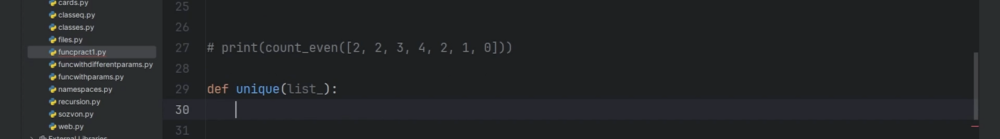 cards.py
classeq.py
classes.py
files.py
funcpract1.py
funcwithdifferentparams.py
funcwithparams.py
namespaces.py
recursion.py
sozvon.py
web.py
External Libraries
25
26
27 # print(count_even([2, 2, 3, 4, 2, 1, 0]))
28
29 def unique(list_):
30
31